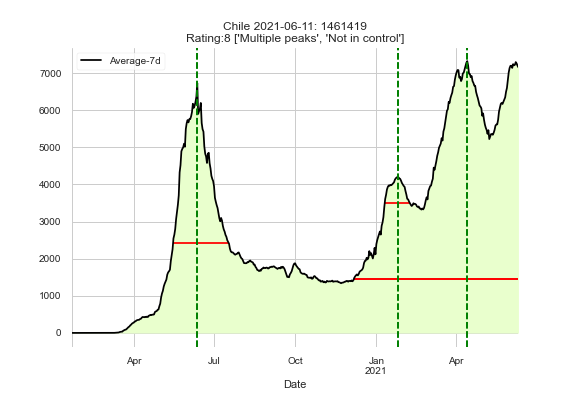 Chile 2021-06-11: 1461419
Rating:8 ['Multiple peaks', 'Not in control']
Average-7d
7000
6000
5000
4000
3000
2000
1000
0
Apr
Jul
Oct
Jan
2021
Apr
Date